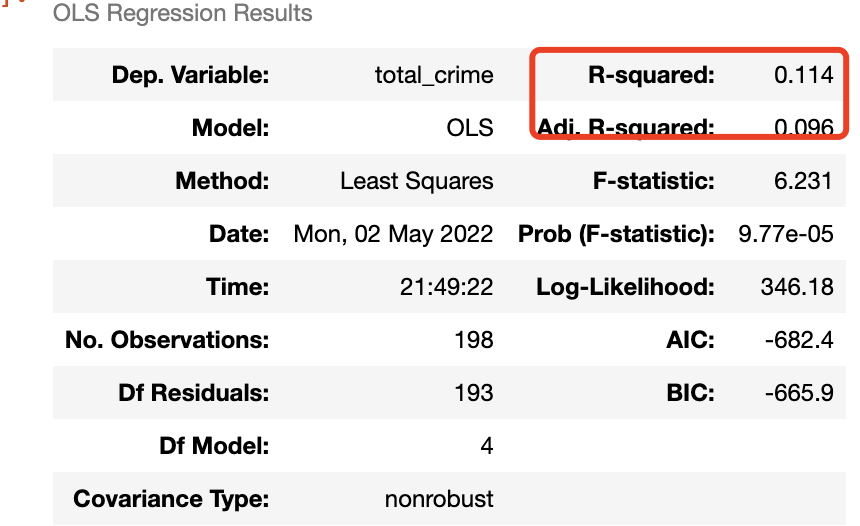 OLS Regression Results
Dep. Variable: total_crime R-squared: 0.114
Model: OLS Adj. R-squared: 0.096
Method: Least Squares F-statistic: 6.231
Date: Mon, 02 May 2022 Prob (F-statistic): 9.77e-05
Time: 21:49:22 Log-Likelihood: 346.18
No. Observations: 198 AIC: -682.4
Df Residuals: 193 BIC: -665.9
Df Model: 4
Covariance Type: nonrobust